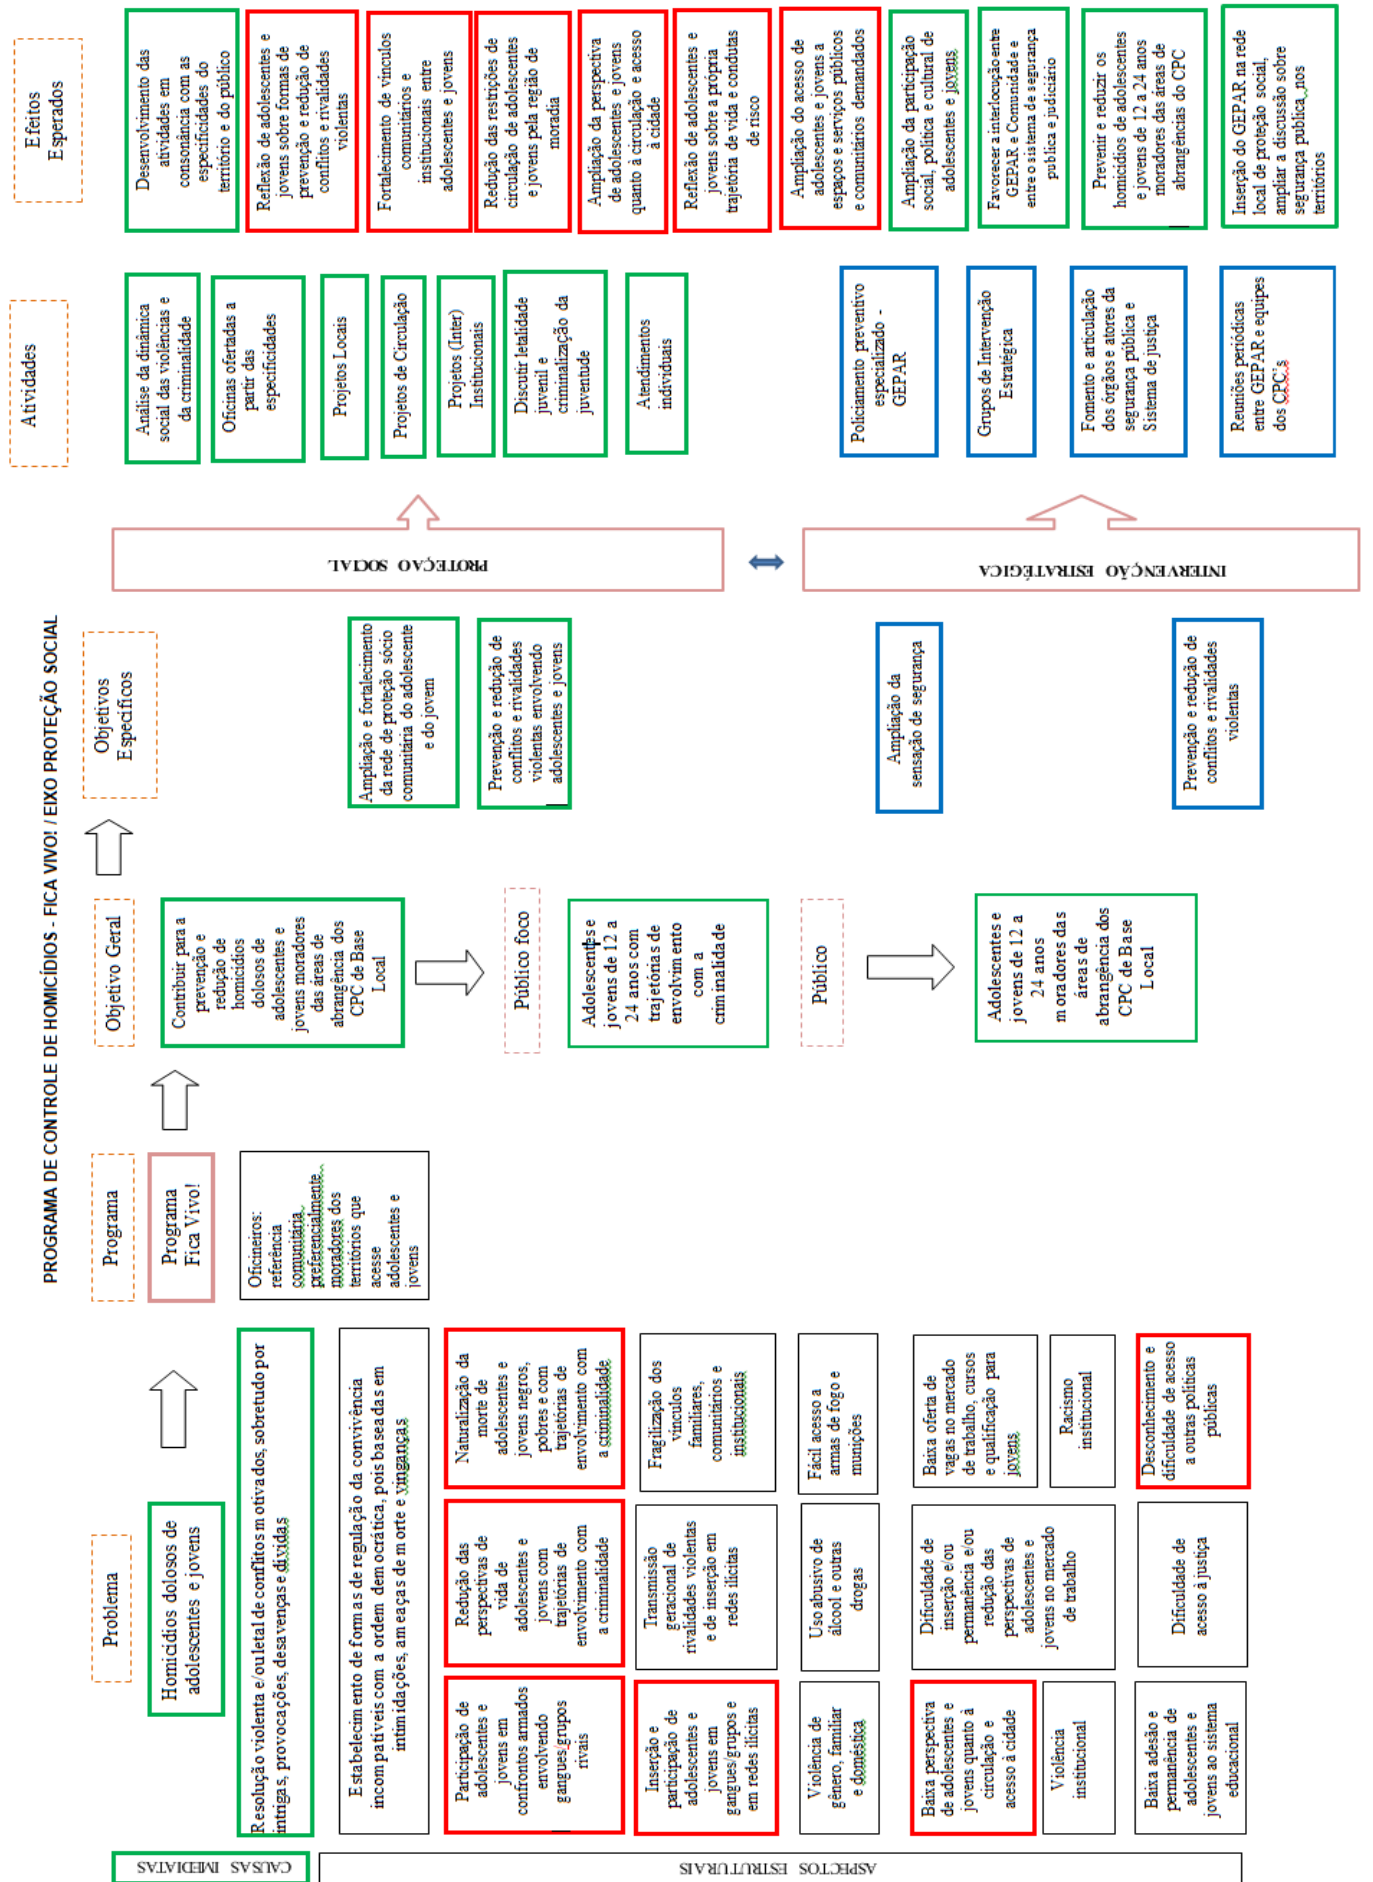 PROGRAMA DE CONTROLE DE HOMICÍDIOS - FICA VIVO! / EIXO PROTEÇÃO SOCIAL
Problema
Homicídios dolosos de
adolescentes e jovens
CAUSAS IMEDIATAS
Resolução violenta e/ou letal de conflitos motivados, sobretudo por
intrigas, provocações, desavenças e dívidas
ASPECTOS ESTRUTURAIS
Estabelecimento de formas de regulação da convivência
incompatíveis com a ordem democrática, pois baseadas em
intimidações, ameaças de morte e vinganças
Participação de
adolescentes e
jovens em
confrontos armados
envolvendo
gangues/grupos
rivais
Redução das
perspectivas de
vida de
adolescentes e
jovens com
trajetórias de
envolvimento com
a criminalidade
Naturalização da
morte de
adolescentes e
jovens negros,
pobres e com
trajetórias de
envolvimento com
a criminalidade
Inserção e
participação de
adolescentes e
jovens em
gangues/grupos e
em redes ilícitas
Transmissão
geracional de
rivalidades violentas
e de inserção em
redes ilícitas
Fragilização dos
vínculos
familiares,
comunitários e
institucionais
Violência de
gênero, familiar
e doméstica
Uso abusivo de
álcool e outras
drogas
Fácil acesso a
armas de fogo e
munições
Baixa perspectiva
de adolescentes e
jovens quanto à
circulação e
acesso à cidade
Dificuldade de
inserção e/ou
permanência e/ou
redução das
perspectivas de
adolescentes e
jovens no mercado
de trabalho
Baixa oferta de
vagas no mercado
de trabalho, cursos
e qualificação para
jovens
Violência
institucional
Racismo
institucional
Baixa adesão e
permanência de
adolescentes e
jovens ao sistema
educacional
Dificuldade de
acesso à justiça
Desconhecimento e
dificuldade de acesso
a outras políticas
públicas
Programa
Programa
Fica Vivo!
Oficineiros:
referência
comunitária,
preferencialmente
moradores dos
territórios que
acesse
adolescentes e
jovens
Objetivo Geral
Contribuir para a
prevenção e
redução de
homicídios
dolosos de
adolescentes e
jovens moradores
das áreas de
abrangência dos
CPC de Base
Local
Público foco
Adolescentes e
jovens de 12 a
24 anos com
trajetórias de
envolvimento
com a
criminalidade
Público
Adolescentes e
jovens de 12 a
24 anos
moradores das
áreas de
abrangência dos
CPC de Base
Local
Objetivos
Específicos
Ampliação e fortalecimento
da rede de proteção sócio
comunitária do adolescente
e do jovem
Prevenção e redução de
conflitos e rivalidades
violentas envolvendo
adolescentes e jovens
Ampliação da
sensação de segurança
Prevenção e redução de
conflitos e rivalidades
violentas
PROTEÇAO SOCIAL
INTERVENÇÃO ESTRATÉGICA
Atividades
Análise da dinâmica
social das violências e
da criminalidade
Oficinas ofertadas a
partir das
especificidades
Projetos Locais
Projetos de Circulação
Projetos (Inter)
Institucionais
Discutir letalidade
juvenil e
criminalização da
juventude
Atendimentos
individuais
Policiamento preventivo
especializado -
GEPAR
Grupos de Intervenção
Estratégica
Fomento e articulação
dos órgãos e atores da
segurança pública e
Sistema de justiça
Reuniões periódicas
entre GEPAR e equipes
dos CPC's
Efeitos
Esperados
Desenvolvimento das
atividades em
consonância com as
especificidades do
território e do público
Reflexão de adolescentes e
jovens sobre formas de
prevenção e redução de
conflitos e rivalidades
violentas
Fortalecimento de vínculos
comunitários e
institucionais entre
adolescentes e jovens
Redução das restrições de
circulação de adolescentes
e jovens pela região de
moradia
Ampliação da perspectiva
de adolescentes e jovens
quanto à circulação e acesso
à cidade
Reflexão de adolescentes e
jovens sobre a própria
trajetória de vida e condutas
de risco
Ampliação do acesso de
adolescentes e jovens a
espaços e serviços públicos
e comunitários demandados
Ampliação da participação
social, política e cultural de
adolescentes e jovens
Favorecer a interlocução entre
GEPAR e Comunidade e
entre o sistema de segurança
pública e judiciário
Prevenir e reduzir os
homicídios de adolescentes
e jovens de 12 a 24 anos
moradores das áreas de
abrangências do CPC
Inserção do GEPAR na rede
local de proteção social,
ampliar a discussão sobre
segurança pública nos
territórios